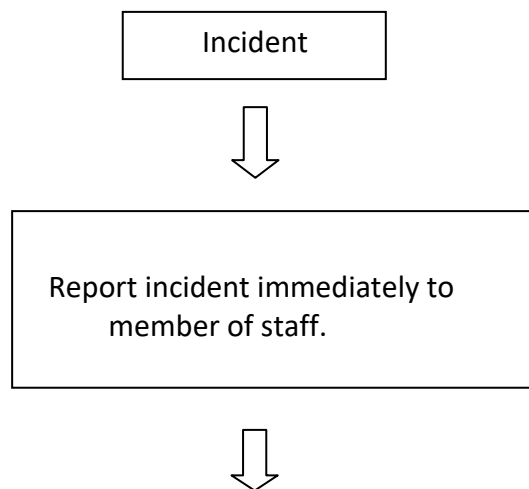 Incident
Report incident immediately to
member of staff.